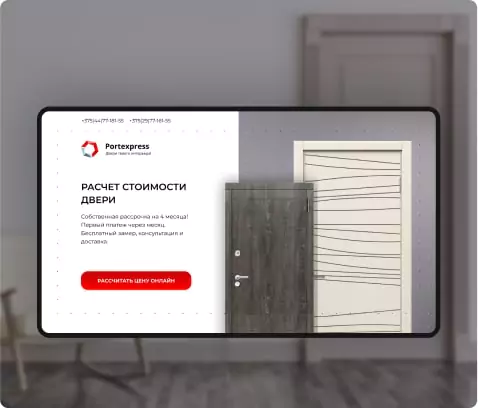 +375(44)77-181-55 +375(29)77-181-55
Portexpress
Двери твоего интерьера!
РАСЧЕТ СТОИМОСТИ
ДВЕРИ
Собственная рассрочка на 4 месяца!
Первый платеж через месяц.
Бесплатный замер, консультация и
доставка.
РАССЧИТАТЬ ЦЕНУ ОНЛАЙН